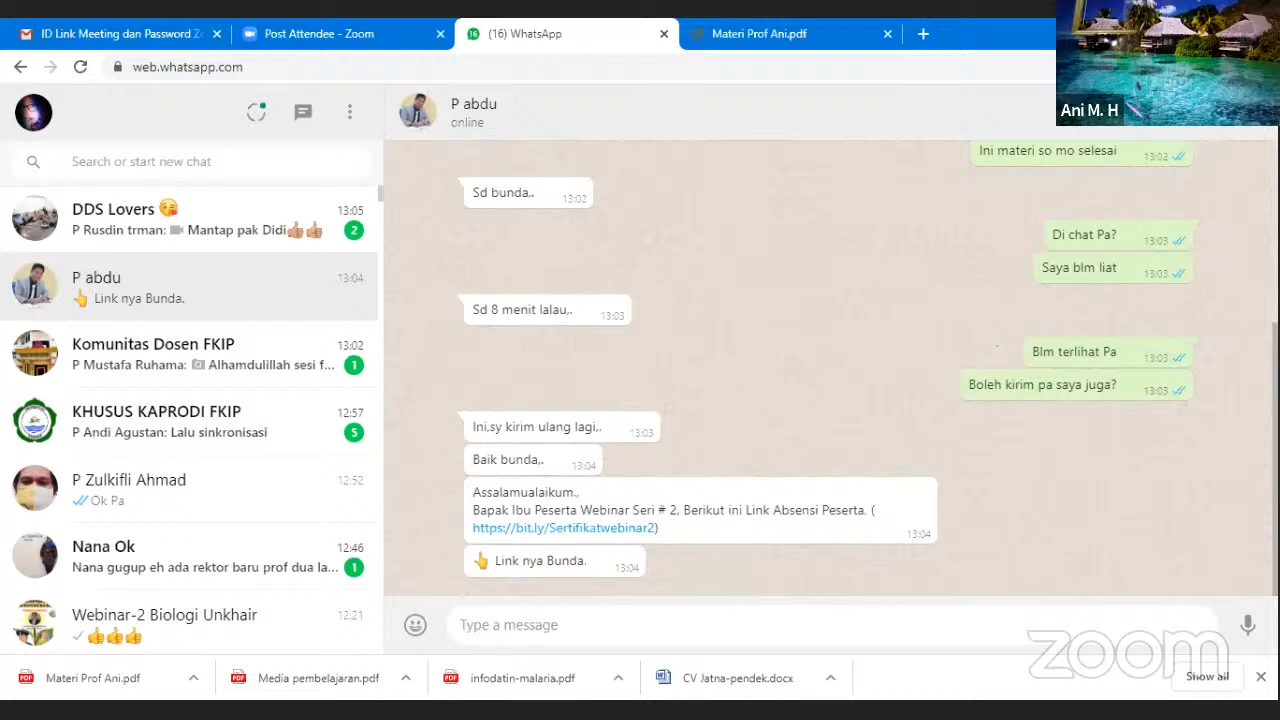 ID Link Meeting dan Password Zo
Post Attendee - Zoom
(16) WhatsApp
Materi Prof Ani.pdf
web.whatsapp.com
Ani M. H
P abdu
online
Search or start new chat
DDS Lovers 😘 13:05
P Rusdin trman: Mantap pak Didi👍🏼👍🏼 2
P abdu 13:04
👆 Link nya Bunda.
Komunitas Dosen FKIP 13:02
P Mustafa Ruhama: Alhamdulillah sesi f... 1
KHUSUS KAPRODI FKIP 12:57
P Andi Agustan: Lalu sinkronisasi 5
P Zulkifli Ahmad 12:52
Ok Pa
Nana Ok 12:46
Nana gugup eh ada rektor baru prof dua la... 1
Webinar-2 Biologi Unkhair 12:21
👍👍👍
Ini materi so mo selesai 13:02
Sd bunda,. 13:02
Di chat Pa? 13:03
Saya blm liat 13:03
Sd 8 menit lalau,. 13:03
Blm terlihat Pa 13:03
Boleh kirim pa saya juga? 13:03
Ini,sy kirim ulang lagi,. 13:03
Baik bunda,. 13:04
Assalamualaikum.,
Bapak Ibu Peserta Webinar Seri # 2, Berikut ini Link Absensi Peserta. (
https://bit.ly/Sertifikatwebinar2) 13:04
👆 Link nya Bunda. 13:04
Type a message
zoom
Materi Prof Ani.pdf
Media pembelajaran.pdf
infodatin-malaria.pdf
CV Jatna-pendek.docx
Show all